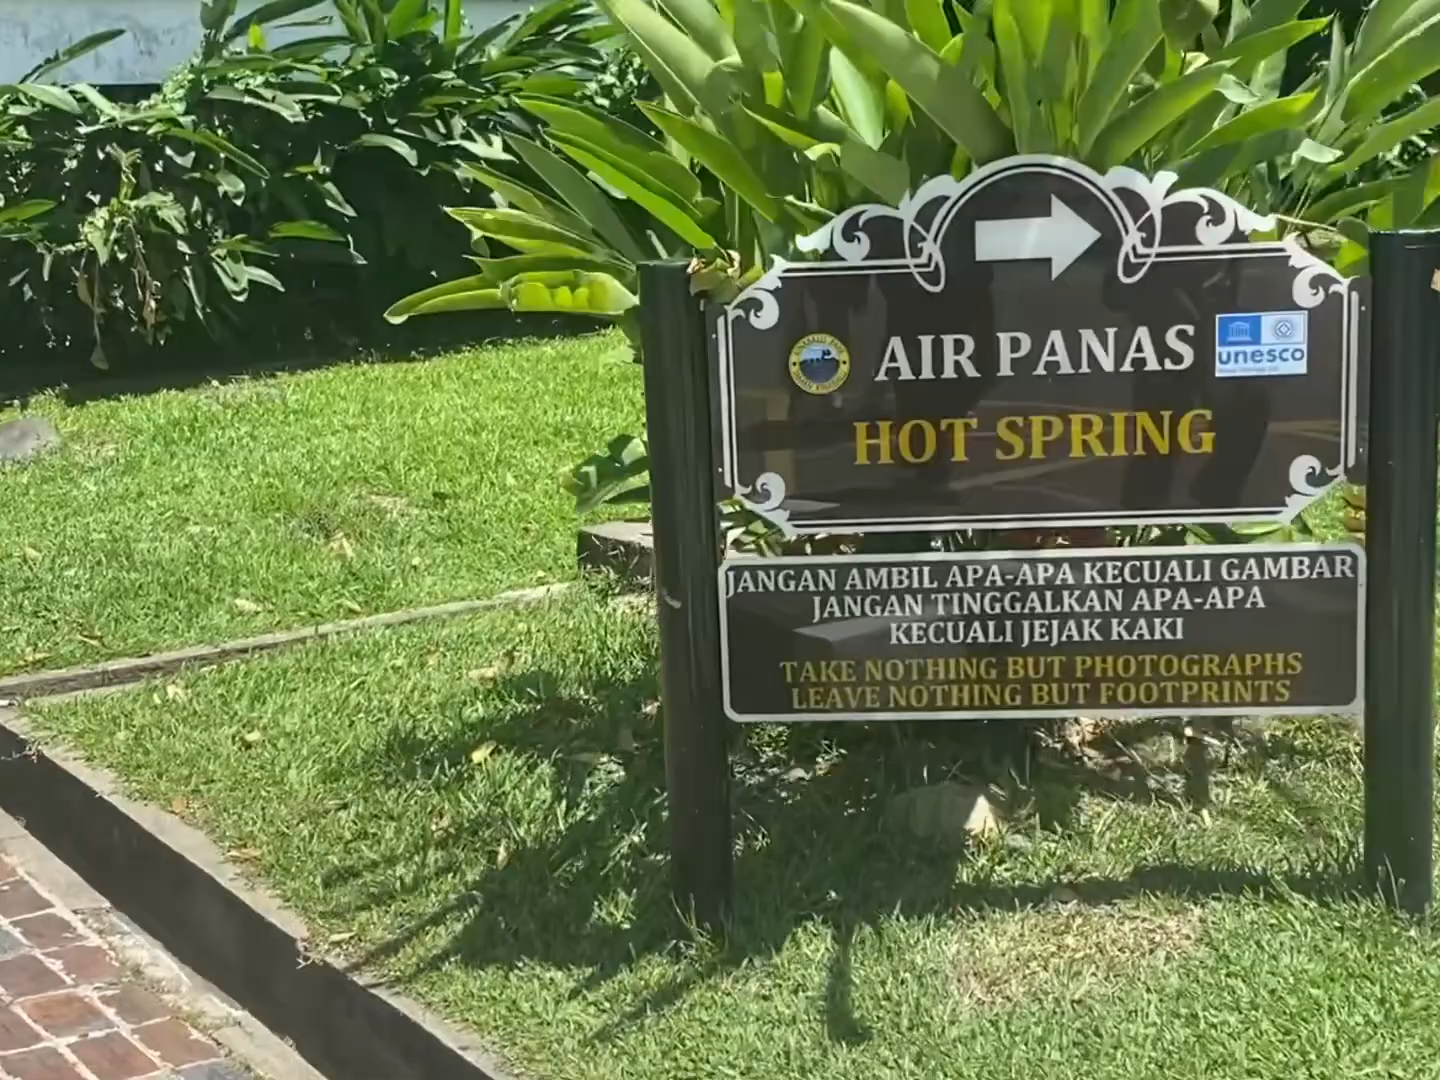 AIR PANAS
unesco
HOT SPRING
JANGAN AMBIL APA-APA KECUALI GAMBAR
JANGAN TINGGALKAN APA-APA
KECUALI JEJAK KAKI
TAKE NOTHING BUT PHOTOGRAPHS
LEAVE NOTHING BUT FOOTPRINTS